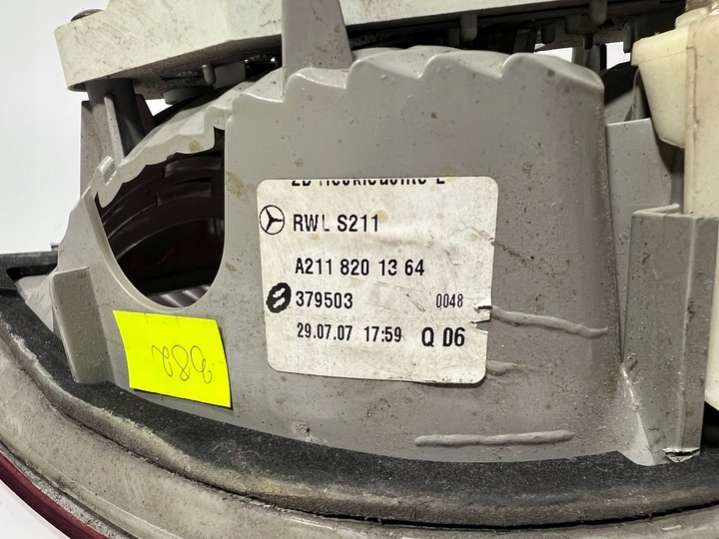 RWL S211
A211 820 13 64
379503 0048
29.07.07 17:59 Q D6